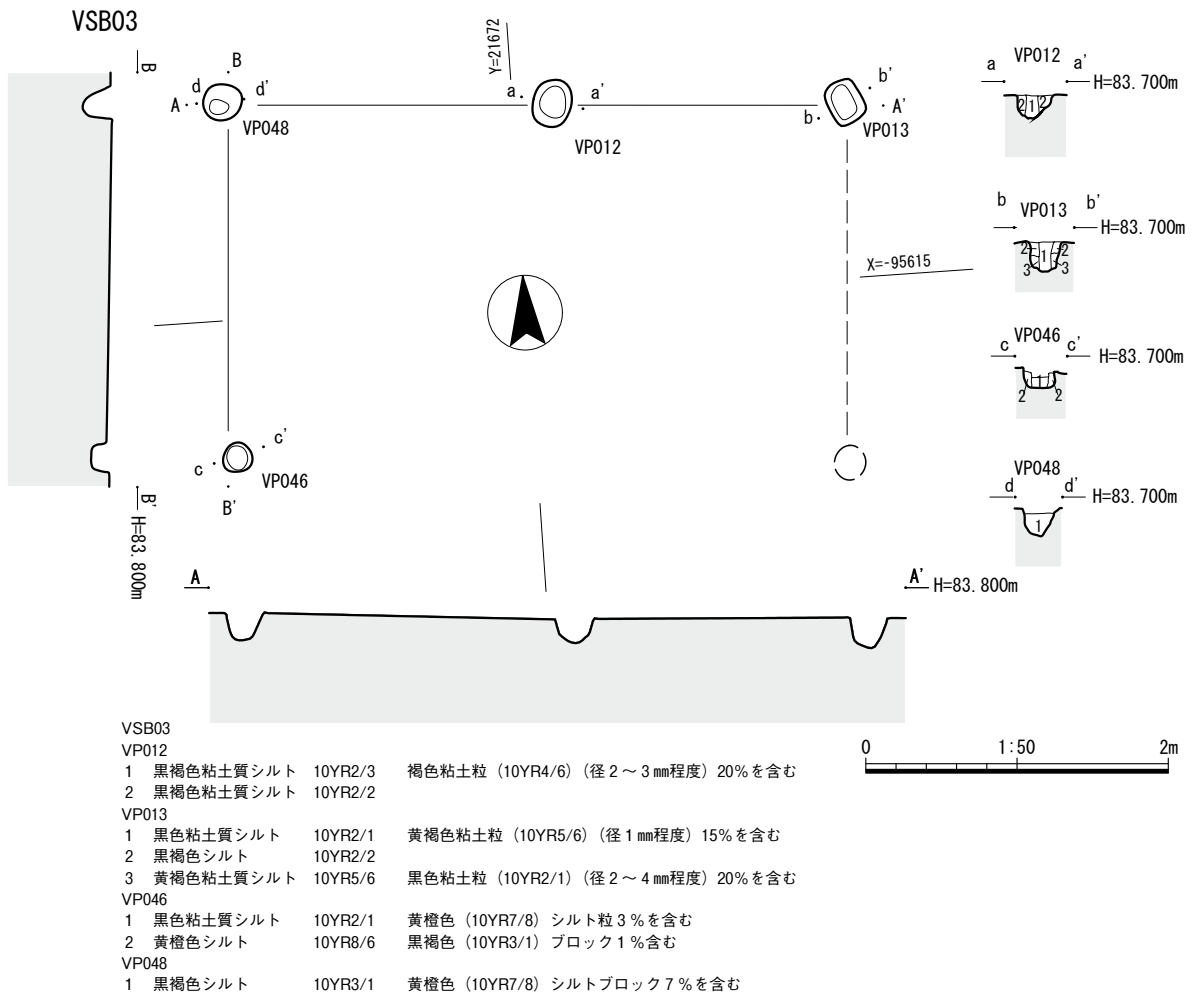 VSB03
B
B
Y=21672
A
d
d'
VP048
a
a'
VP012
b'
A'
b
VP013
X=-95615
c
c'
VP046
B'
B'
H=83.800m
A
A'
H=83.800m
VP012
a
a'
H=83.700m
2
1
2
VP013
b
b'
H=83.700m
2
1
2
3
3
VP046
c
c'
H=83.700m
1
2
2
VP048
d
d'
H=83.700m
1
0
1:50
2m
VSB03
VP012
1 黒褐色粘土質シルト 10YR2/3 褐色粘土粒（10YR4/6）（径2～3㎜程度）20%を含む
2 黒褐色粘土質シルト 10YR2/2
VP013
1 黒色粘土質シルト 10YR2/1 黄褐色粘土粒（10YR5/6）（径1㎜程度）15%を含む
2 黒褐色シルト 10YR2/2
3 黄褐色粘土質シルト 10YR5/6 黒色粘土粒（10YR2/1）（径2～4㎜程度）20%を含む
VP046
1 黒色粘土質シルト 10YR2/1 黄橙色（10YR7/8）シルト粒3%を含む
2 黄橙色シルト 10YR8/6 黒褐色（10YR3/1）ブロック1%含む
VP048
1 黒褐色シルト 10YR3/1 黄橙色（10YR7/8）シルトブロック7%を含む